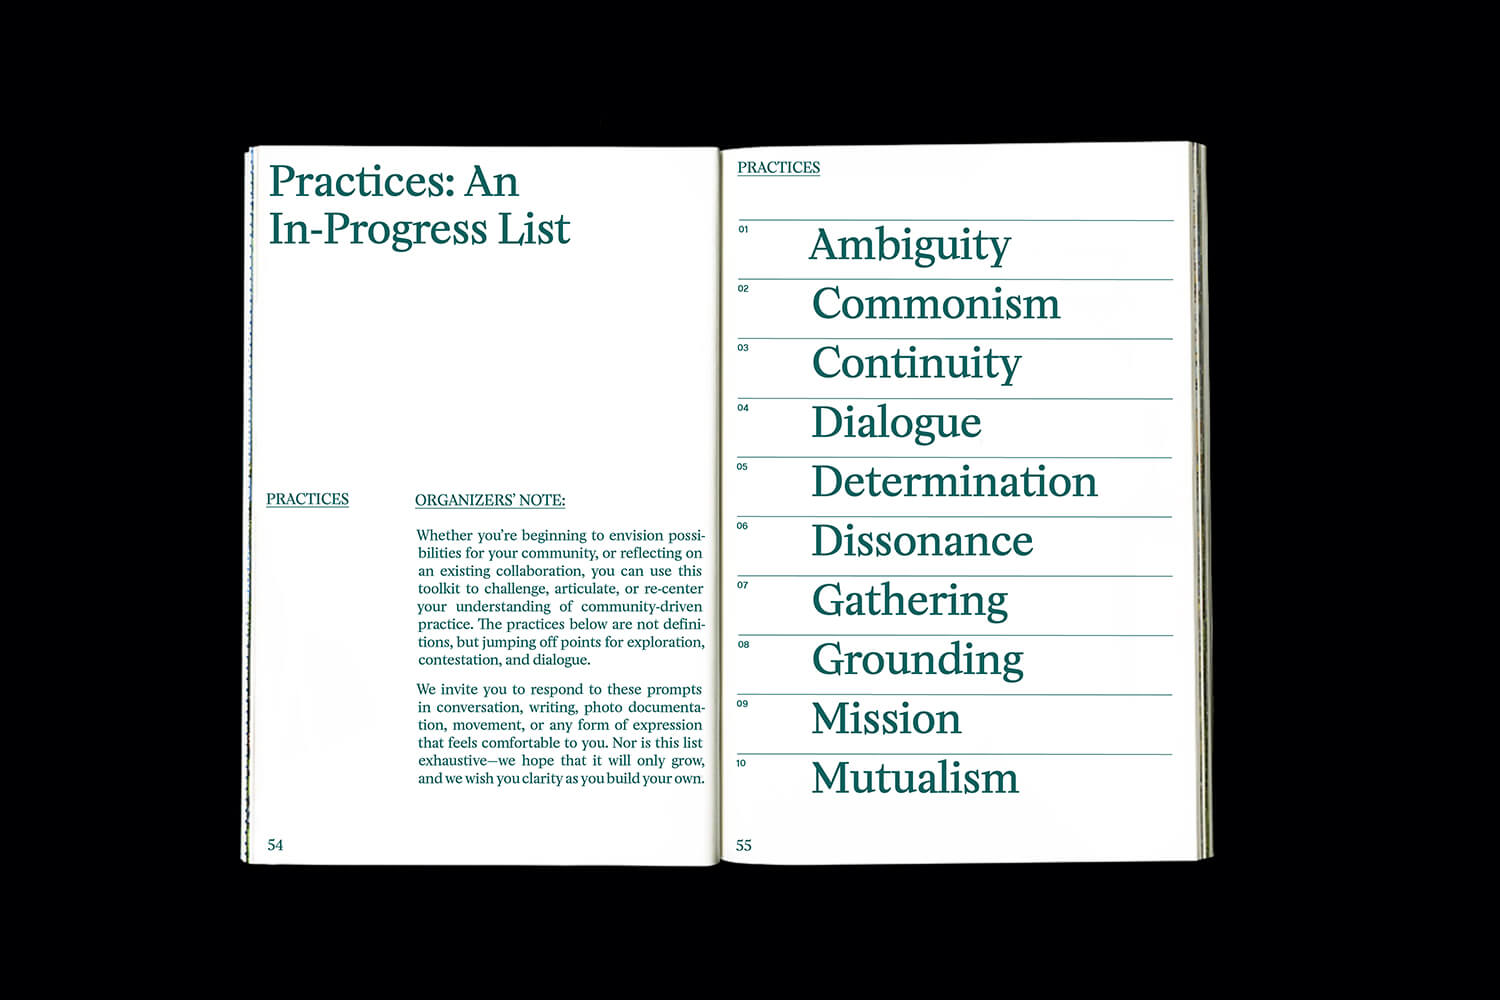 Practices: An
In-Progress List
PRACTICES
ORGANIZERS' NOTE:
Whether you're beginning to envision possi-
bilities for your community, or reflecting on
an existing collaboration, you can use this
toolkit to challenge, articulate, or re-center
your understanding of community-driven
practice. The practices below are not defini-
tions, but jumping off points for exploration,
contestation, and dialogue.
We invite you to respond to these prompts
in conversation, writing, photo documenta-
tion, movement, or any form of expression
that feels comfortable to you. Nor is this list
exhaustive—we hope that it will only grow,
and we wish you clarity as you build your own.
54
PRACTICES
01 Ambiguity
02 Commonism
03 Continuity
04 Dialogue
05 Determination
06 Dissonance
07 Gathering
08 Grounding
09 Mission
10 Mutualism
55